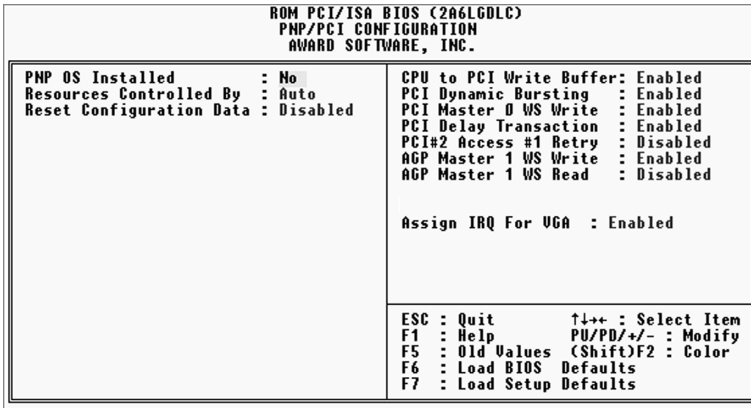 ROM PCI/ISA BIOS (2A6LGDLC)
PNP/PCI CONFIGURATION
AWARD SOFTWARE, INC.
PNP OS Installed : No
Resources Controlled By : Auto
Reset Configuration Data : Disabled
CPU to PCI Write Buffer: Enabled
PCI Dynamic Bursting : Enabled
PCI Master 0 WS Write : Enabled
PCI Delay Transaction : Enabled
PCI#2 Access #1 Retry : Disabled
AGP Master 1 WS Write : Enabled
AGP Master 1 WS Read : Disabled
Assign IRQ For VGA : Enabled
ESC : Quit ↑↓→← : Select Item
F1 : Help PU/PD/+/- : Modify
F5 : Old Values (Shift)F2 : Color
F6 : Load BIOS Defaults
F7 : Load Setup Defaults